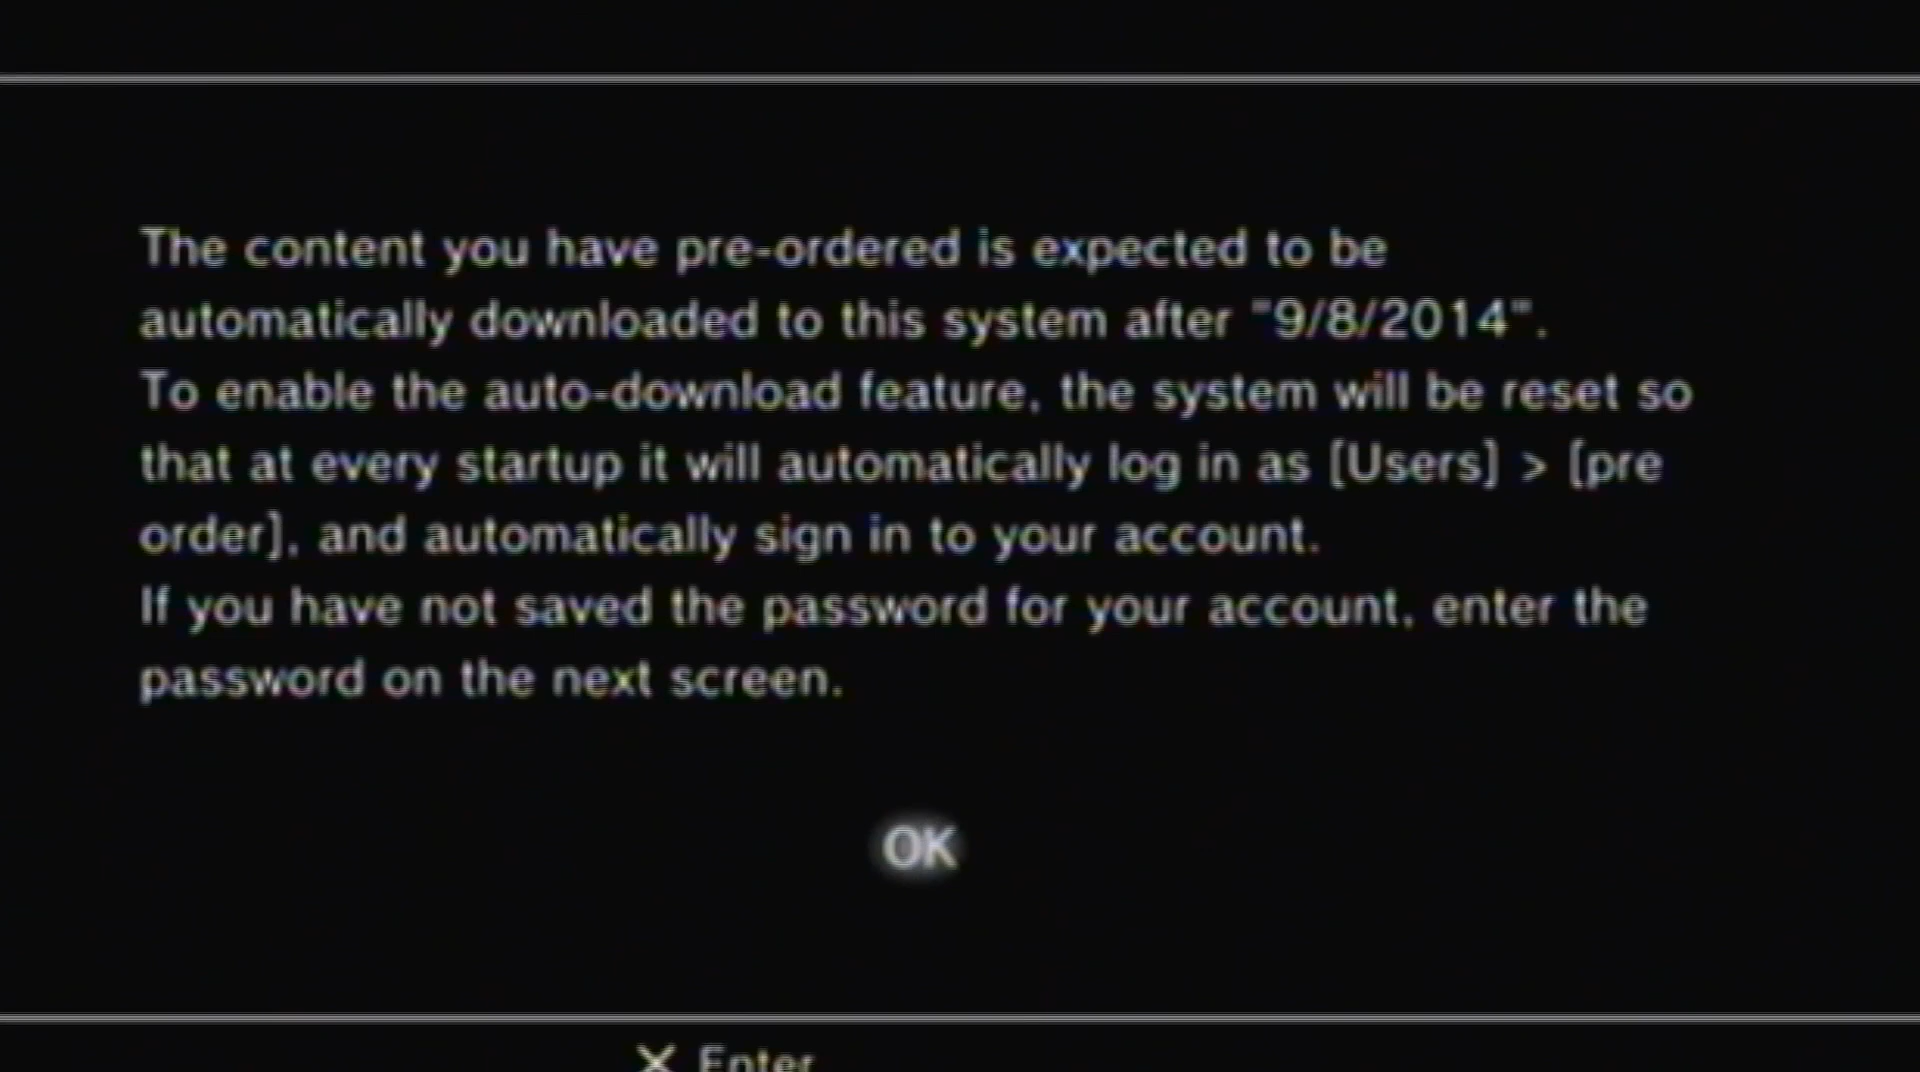 The content you have pre-ordered is expected to be
automatically downloaded to this system after "9/8/2014".
To enable the auto-download feature, the system will be reset so
that at every startup it will automatically log in as [Users] > [pre
order], and automatically sign in to your account.
If you have not saved the password for your account, enter the
password on the next screen.
OK
X Enter